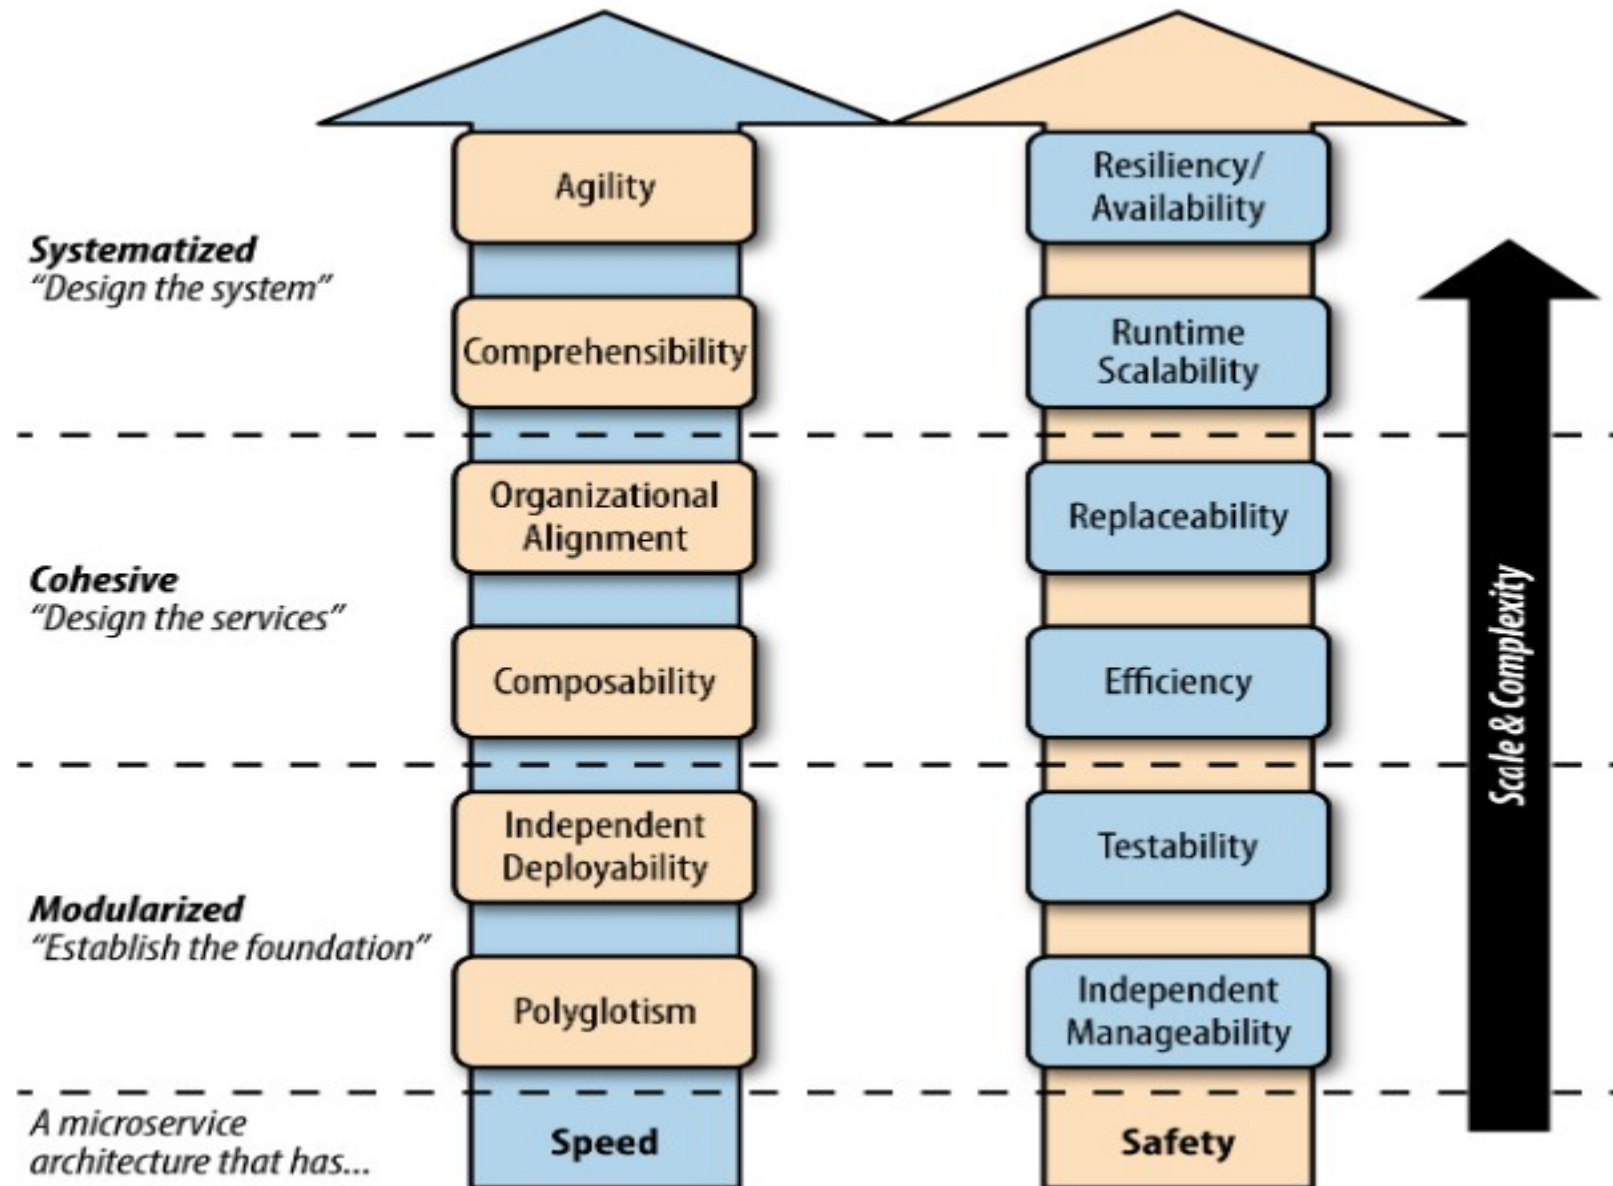 Agility
Resiliency/
Availability
Systematized
“Design the system”
Comprehensibility
Runtime
Scalability
Organizational
Alignment
Replaceability
Cohesive
“Design the services”
Composability
Efficiency
Scale & Complexity
Independent
Deployability
Testability
Modularized
“Establish the foundation”
Polyglotism
Independent
Manageability
A microservice
architecture that has...
Speed
Safety